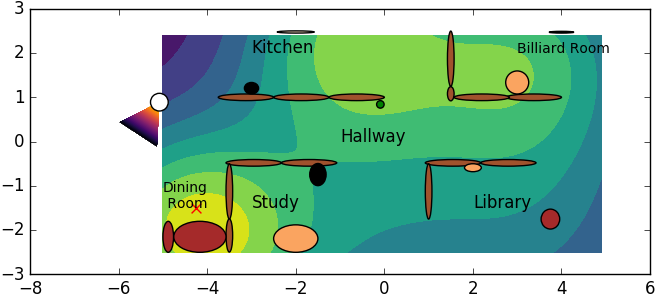 3
2
1
0
−1
−2
−3
−8
−6
−4
−2
0
2
4
6
Kitchen
Billiard Room
Hallway
Dining
Room
Study
Library